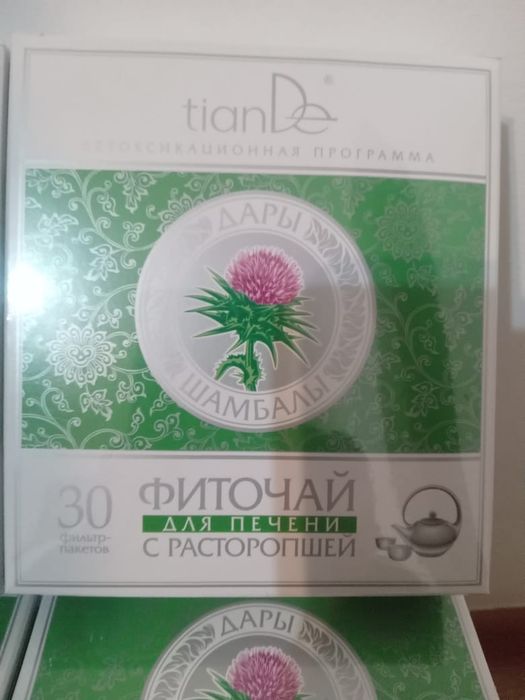 tianDe®
ДЕТОКСИКАЦИОННАЯ ПРОГРАММА
ДАРЫ
ШАМБАЛЫ
30
фильтр-
пакетов
ФИТОЧАЙ
ДЛЯ ПЕЧЕНИ
С РАСТОРОПШЕЙ
ДАРЫ